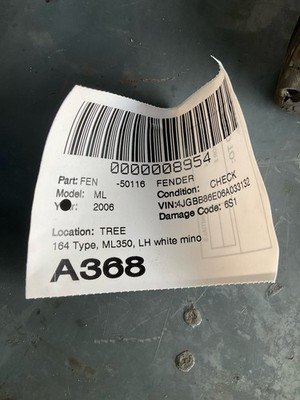 0000008954
Part: FEN -50116 FENDER
Model: ML Condition: CHECK
Year: 2006 VIN:4JGBB86E06A033132
Damage Code: 6S1
Location: TREE
164 Type, ML350, LH white mino
A368